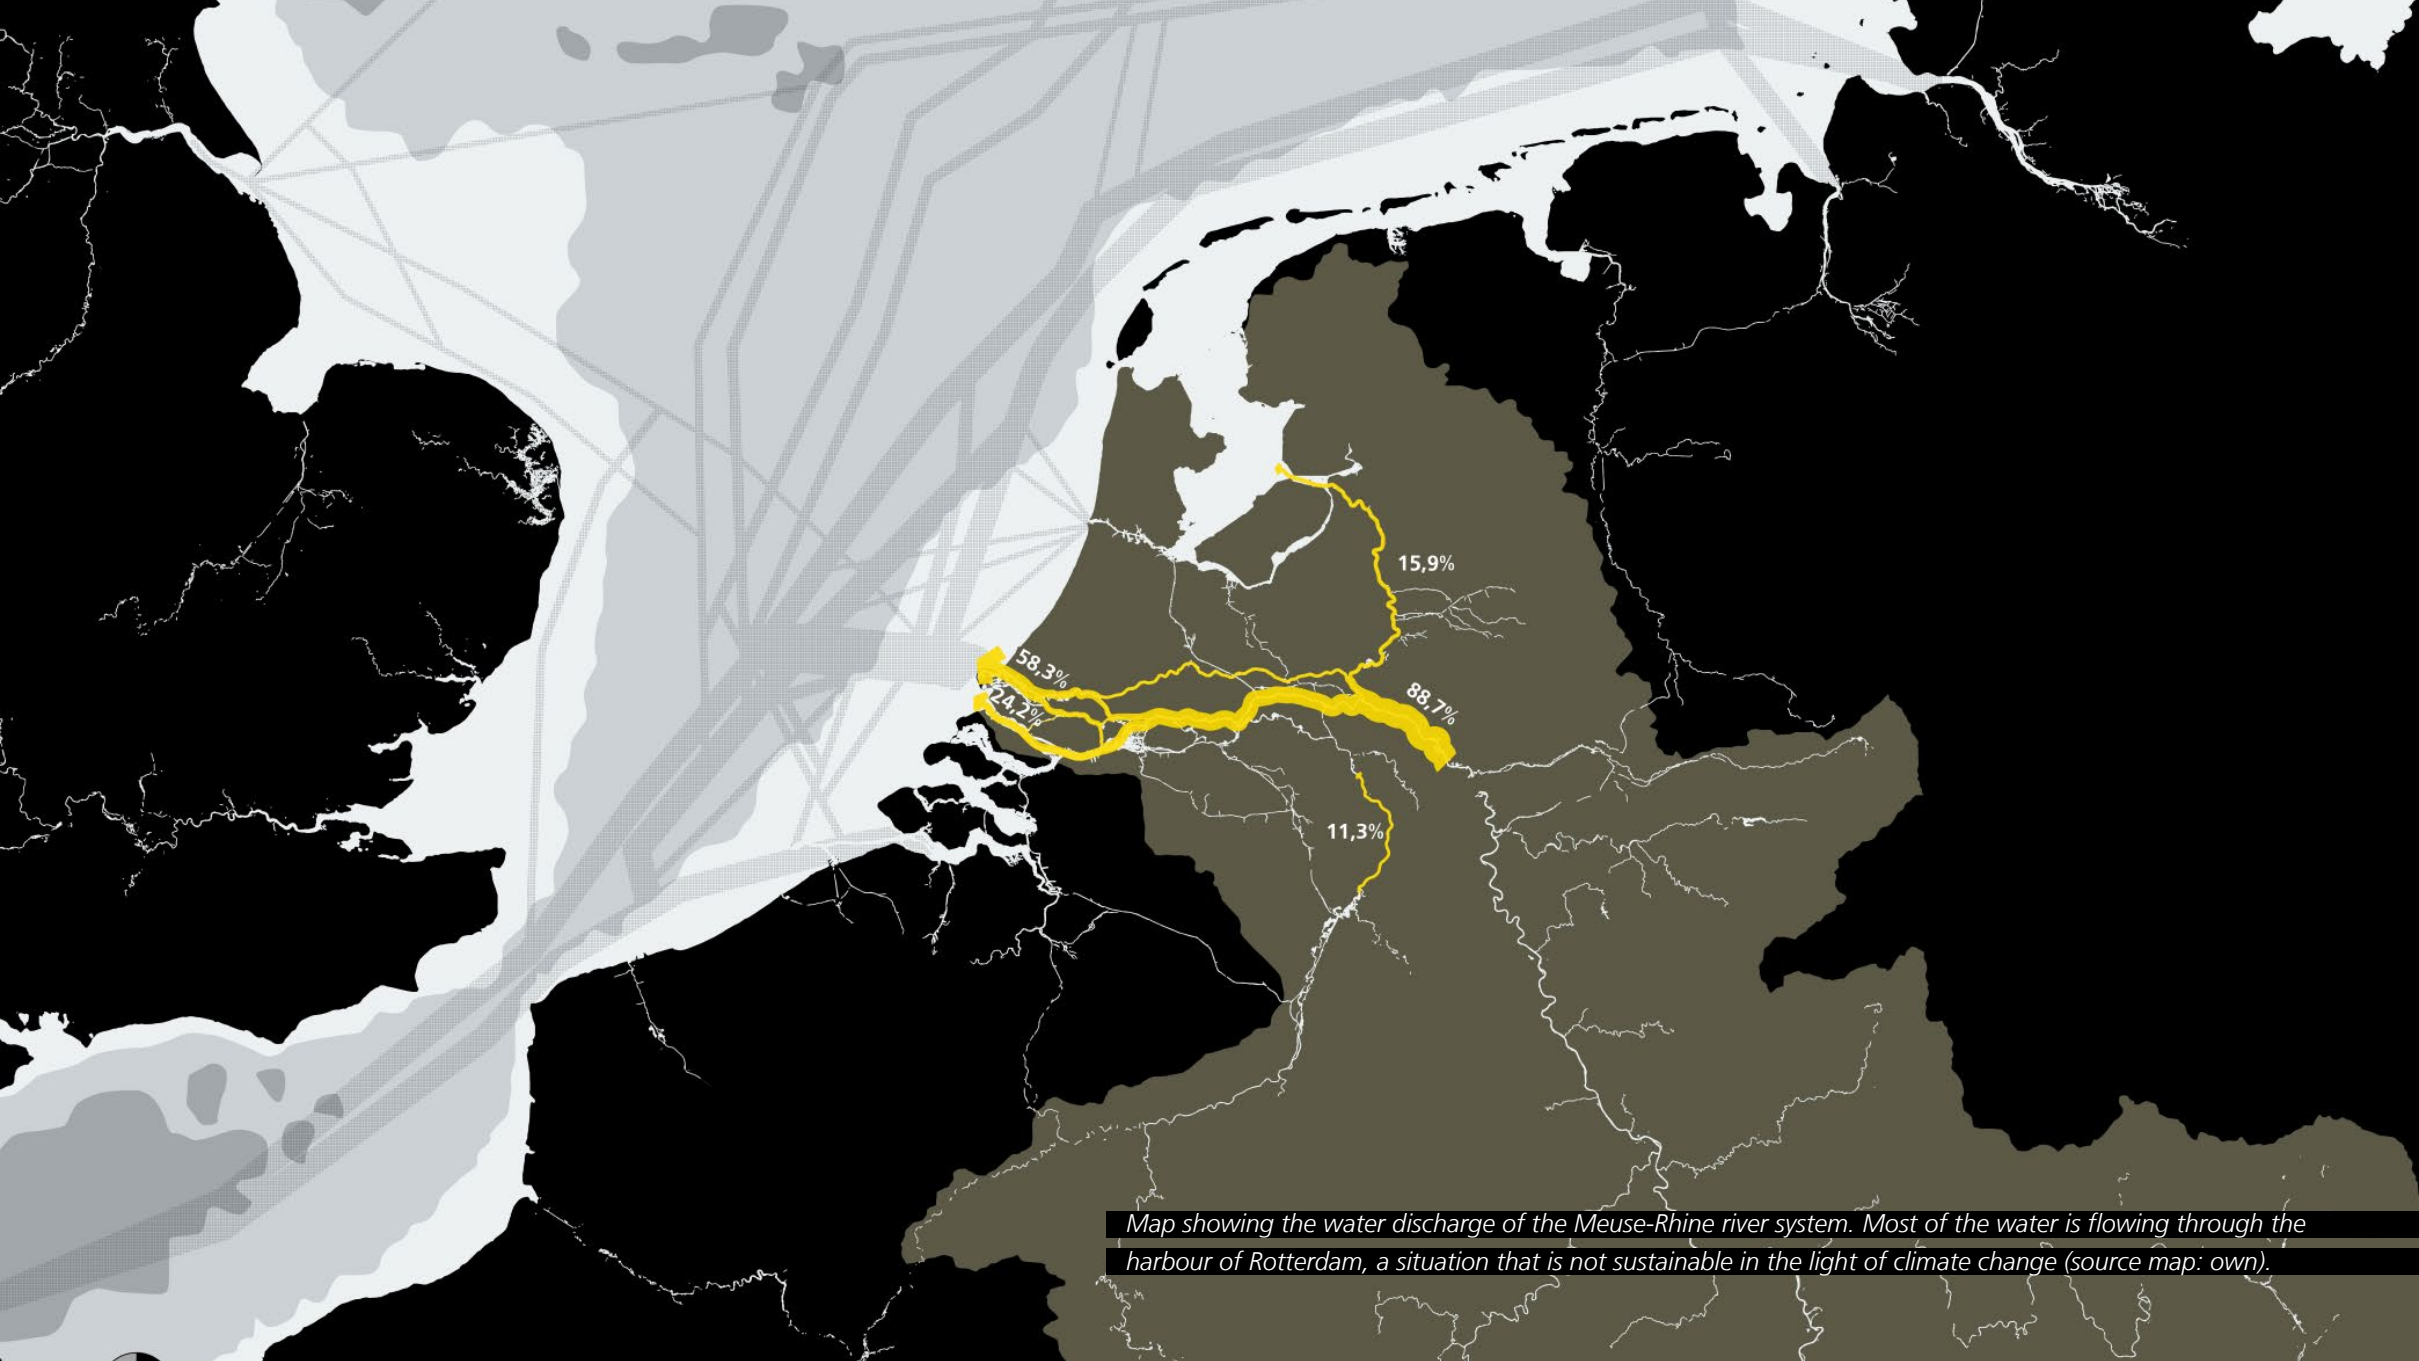 15,9%
58,3%
24,2%
88,7%
11,3%
Map showing the water discharge of the Meuse-Rhine river system. Most of the water is flowing through the
harbour of Rotterdam, a situation that is not sustainable in the light of climate change (source map: own).